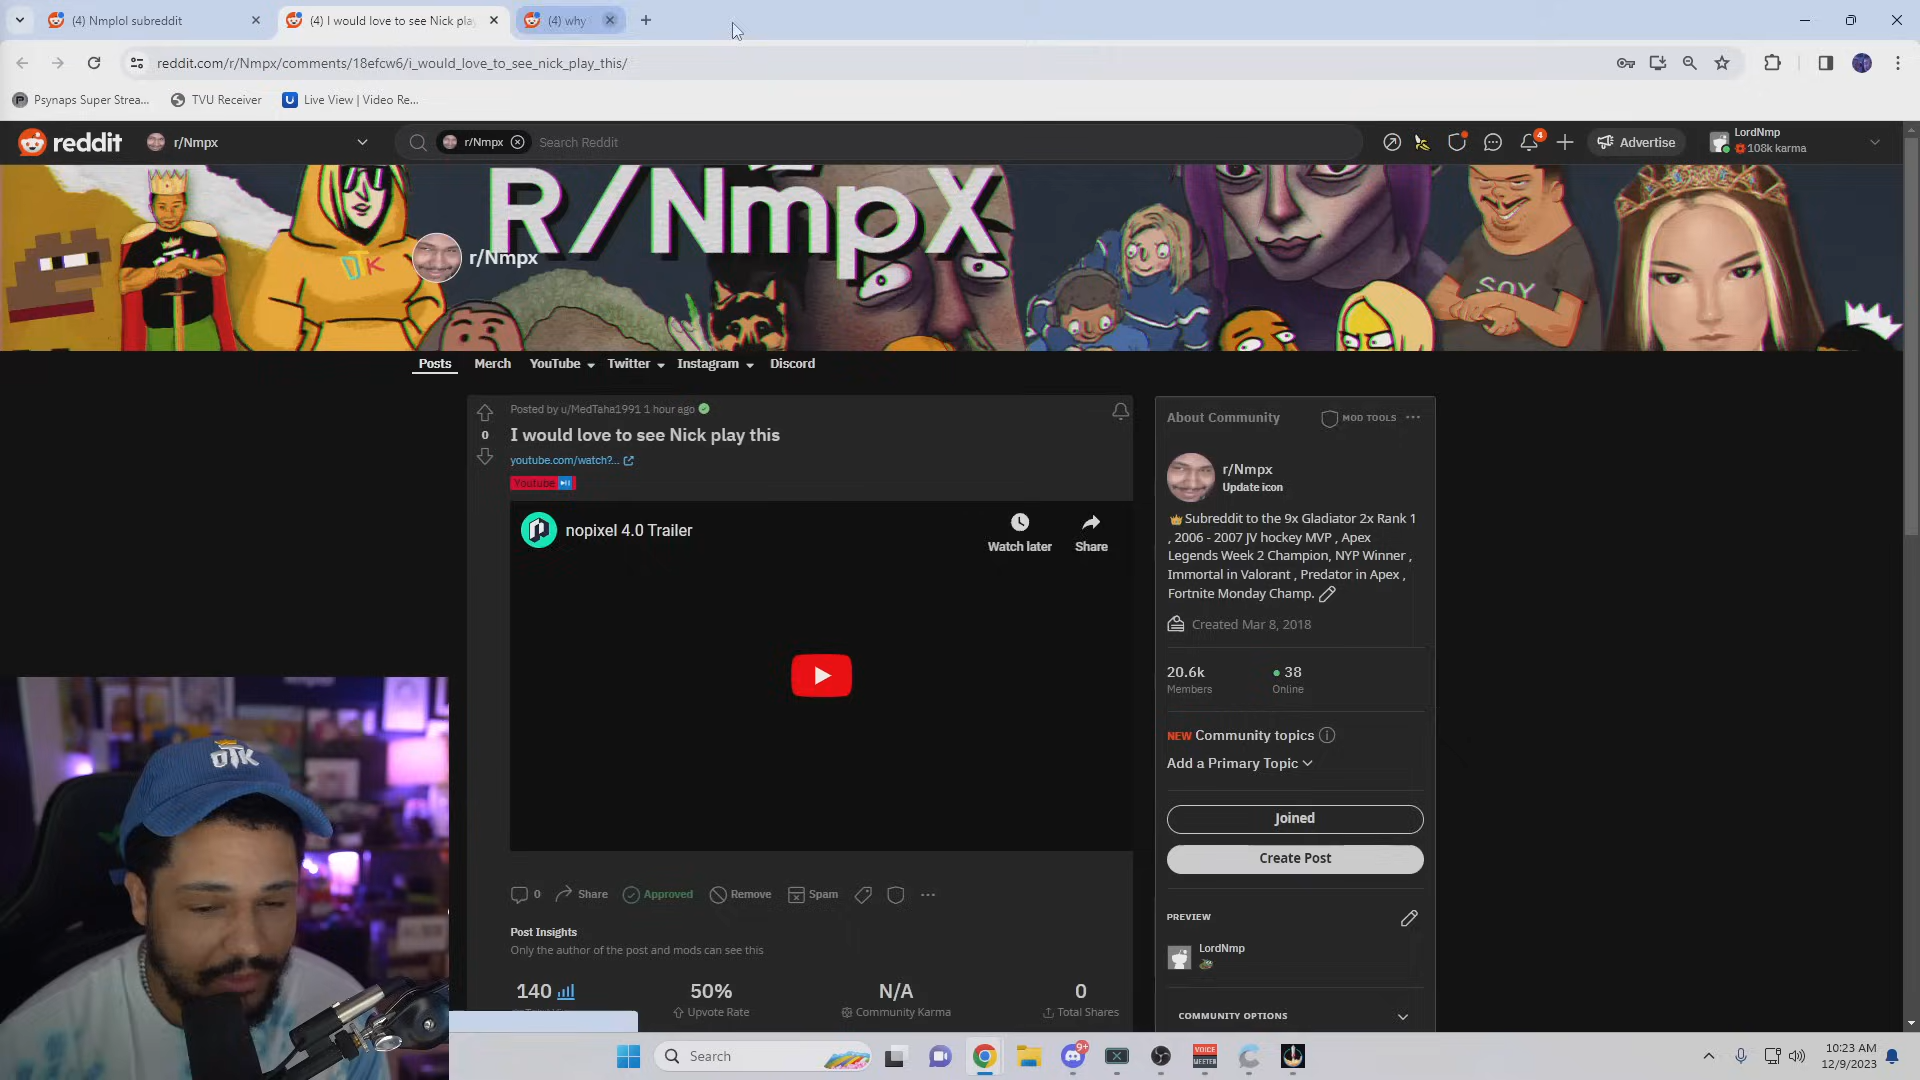 (4) Nmplol subreddit
(4) I would love to see Nick pla
(4) why
reddit.com/r/Nmpx/comments/18efcw6/i_would_love_to_see_nick_play_this/
Psynaps Super Strea...
TVU Receiver
Live View | Video Re...
reddit
r/Nmpx
r/Nmpx
Search Reddit
4
Advertise
LordNmp
108k karma
R/NmpX
DK
SOY
r/Nmpx
Posts
Merch
YouTube
Twitter
Instagram
Discord
Posted by u/MedTaha1991 1 hour ago
0
I would love to see Nick play this
youtube.com/watch?...
Youtube
nopixel 4.0 Trailer
Watch later
Share
0
Share
Approved
Remove
Spam
Post Insights
Only the author of the post and mods can see this
140
50%
Upvote Rate
N/A
Community Karma
0
Total Shares
About Community
MOD TOOLS
r/Nmpx
Update icon
Subreddit to the 9x Gladiator 2x Rank 1
, 2006 - 2007 JV hockey MVP , Apex
Legends Week 2 Champion, NYP Winner ,
Immortal in Valorant , Predator in Apex ,
Fortnite Monday Champ.
Created Mar 8, 2018
20.6k
Members
38
Online
NEW Community topics
Add a Primary Topic
Joined
Create Post
PREVIEW
LordNmp
COMMUNITY OPTIONS
OTK
Search
9+
VOICE
MEETER
10:23 AM
12/9/2023